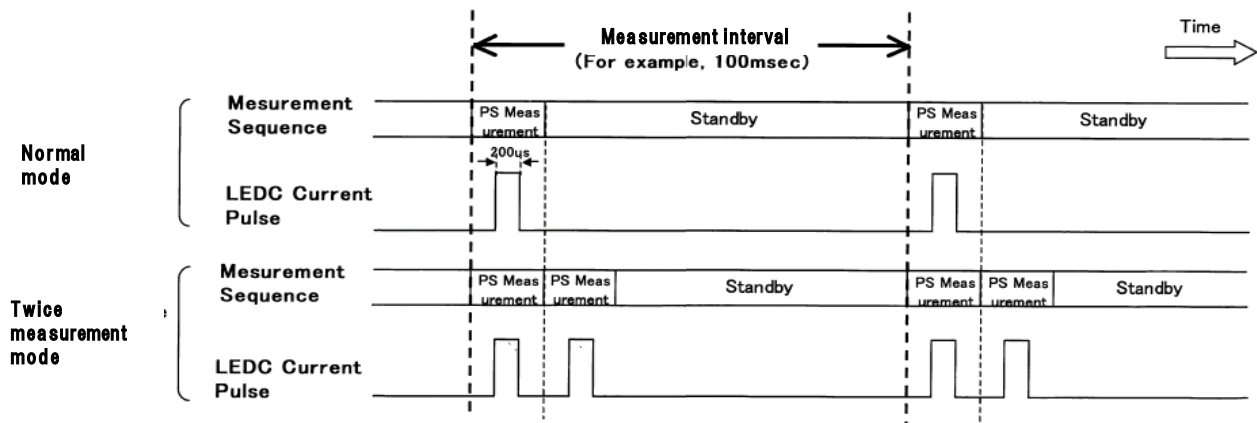 Measurement interval
(For example, 100msec)
Time
Normal
mode
Mesurement
Sequence
PS Meas
urement
Standby
PS Meas
urement
Standby
200us
LEDC Current
Pulse
Twice
measurement
mode
Mesurement
Sequence
PS Meas
urement
PS Meas
urement
Standby
PS Meas
urement
PS Meas
urement
Standby
LEDC Current
Pulse